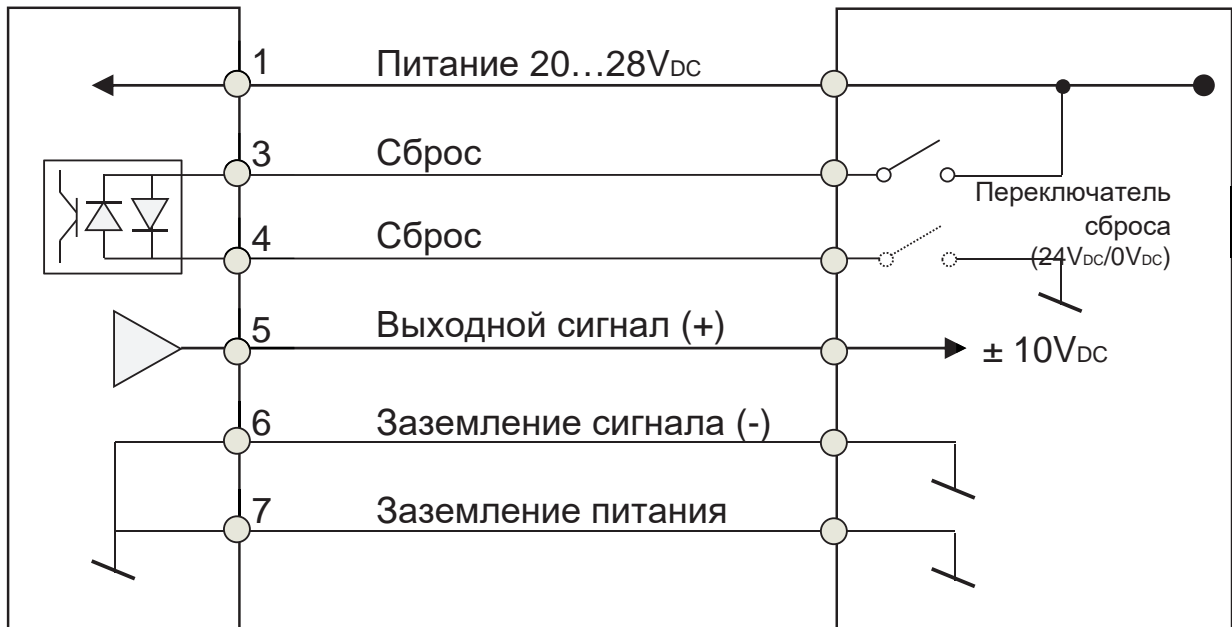 1 Питание 20…28VDC
3 Сброс
Переключатель
сброса
(24VDC/0VDC)
4 Сброс
5 Выходной сигнал (+)
± 10VDC
6 Заземление сигнала (-)
7 Заземление питания